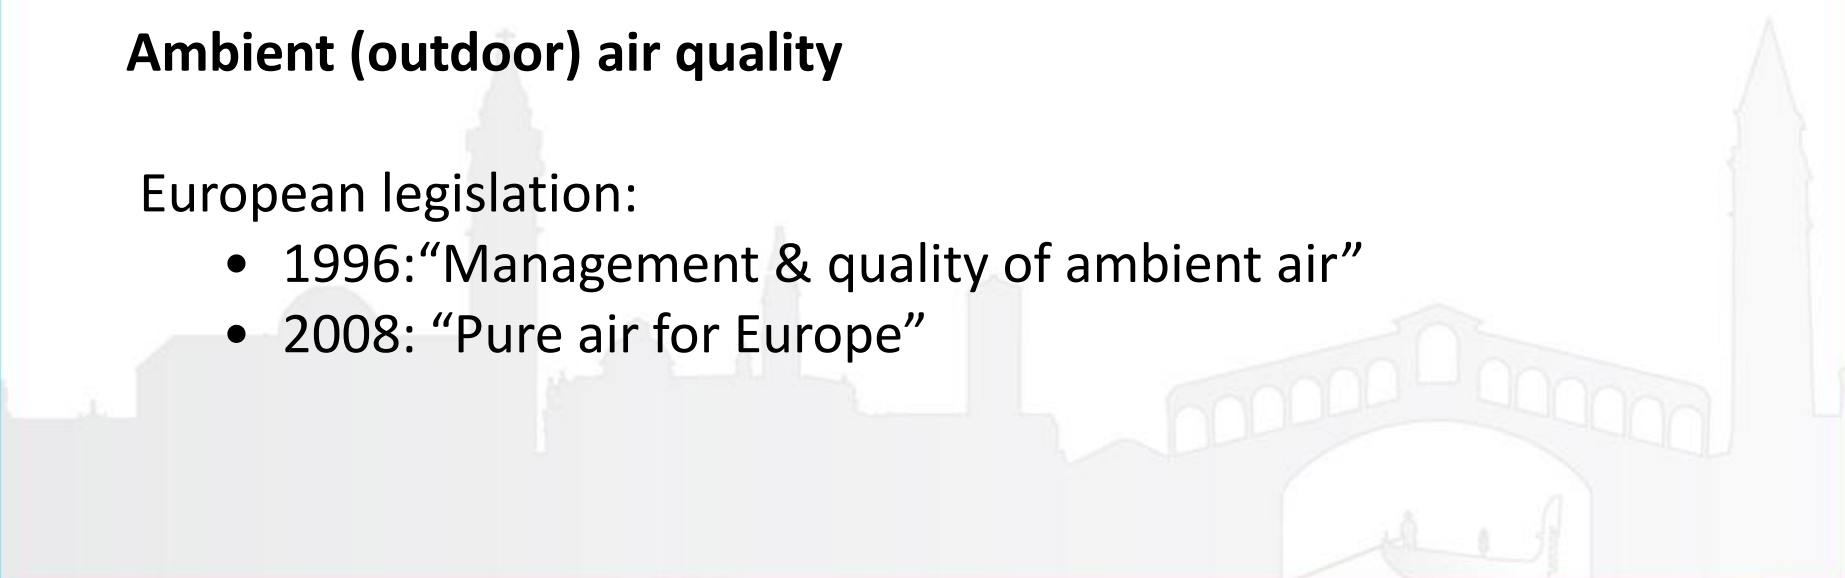 Ambient (outdoor) air quality
European legislation:
• 1996:“Management & quality of ambient air”
• 2008: “Pure air for Europe”